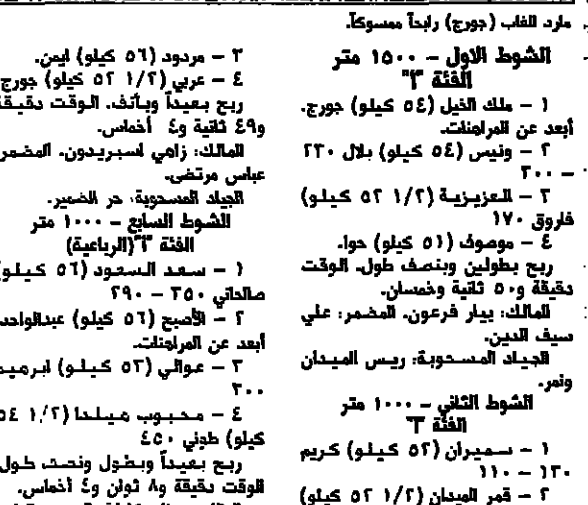 مارد الغاب (جورج) رابحاً ممسوكاً.
الشوط الاول – ١٥٠٠ متر
الفئة "٣"
١ – ملك الخيل (٥٤ كيلو) جورج.
أبعد عن المراهنات.
٢ – ونيس (٥٤ كيلو) بلال ٢٣٠
– ٢٠٠
٣ – العزيزية (١/٢ ٥٢ كيلو)
فاروق ١٧٠
٤ – موصوف (٥١ كيلو) حوا.
ربح بطولين وبنصف طول. الوقت
دقيقة و٥٠ ثانية وخمسان.
المالك: بيار فرعون. المضمر: علي
سيف الدين.
الجياد المسحوبة: ريس الميدان
ونمر.
الشوط الثاني – ١٠٠٠ متر
الفئة
١ – سميران (٥٢ كيلو) كريم
١٣٠ – ١١٠
٢ – قمر الميدان (١/٢ ٥٢ كيلو)
٣ – مردود (٥٦ كيلو) ايمن.
٤ – عربي (١/٢ ٥٢ كيلو) جورج
ربح بعيداً وبأنف. الوقت دقيقة
و٤٩ ثانية و٤ أخماس.
المالك: زاهي اسبريدون. المضمر
عباس مرتضى.
الجياد المسحوبة: حر الضمير.
الشوط السابع – ١٠٠٠ متر
الفئة (الرباعية)
١ – سعد السعود (٥٦ كيلو)
صالحاني ٣٥٠ – ٢٩٠
٢ – الأصبح (٥٦ كيلو) عبدالواحد
أبعد عن المراهنات.
٣ – عوالي (٥٣ كيلو) ابرهيم
٣٠٠
٤ – محبوب ميلدا (١/٢ ٥٤
كيلو) طوني ٤٥٠
ربح بعيداً وبطول ونصف طول
الوقت دقيقة و٨ ثوان و٤ أخماس.